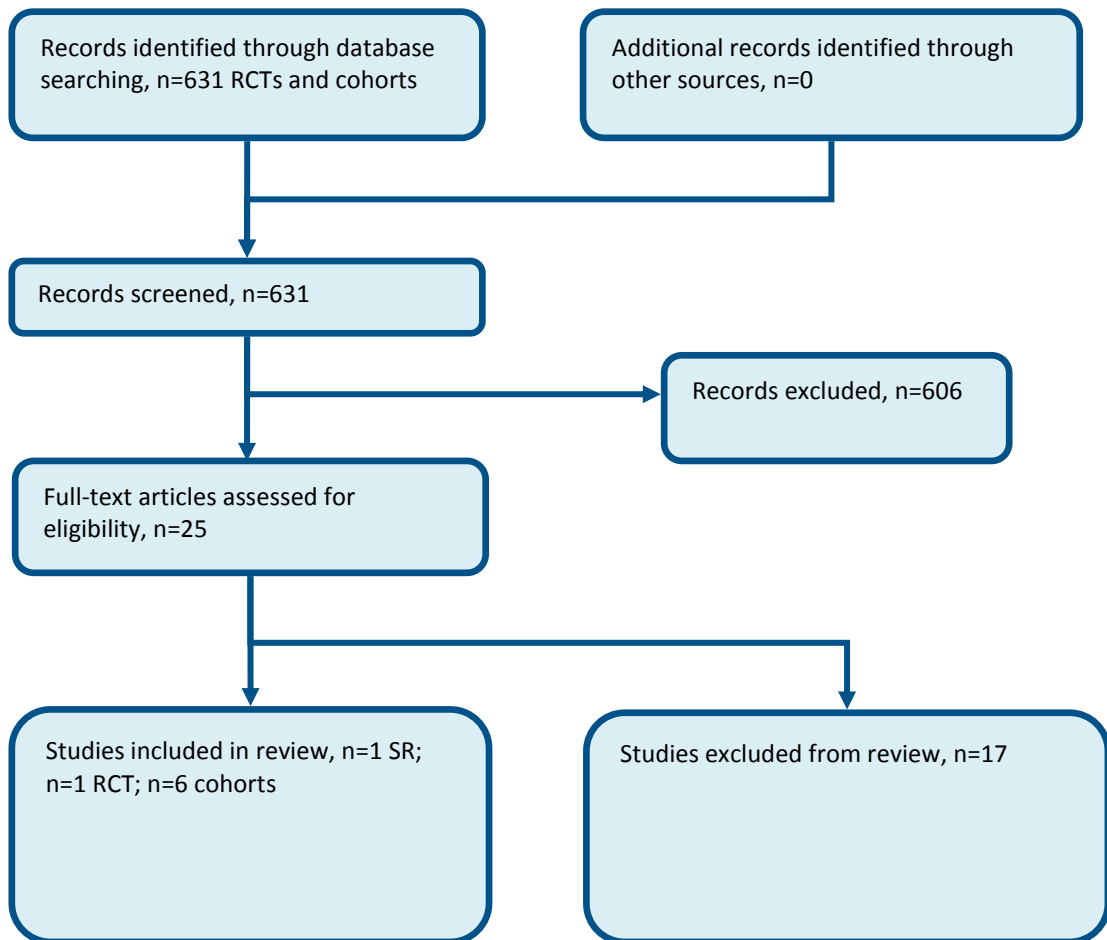 Records identified through database
searching, n=631 RCTs and cohorts
Additional records identified through
other sources, n=0
Records screened, n=631
Records excluded, n=606
Full-text articles assessed for
eligibility, n=25
Studies included in review, n=1 SR;
n=1 RCT; n=6 cohorts
Studies excluded from review, n=17